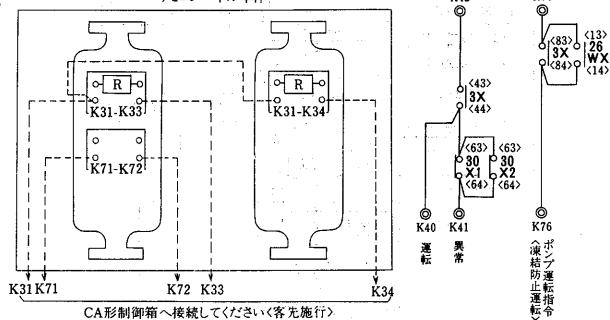 <83>
<13>
3X
26
WX
<84>
<14>
R
R
<43>
3X
<44>
K31-K33
K31-K34
K71-K72
<63>
<63>
30
X1
30
X2
<64>
<64>
K40
K41
K76
運転
異常
ポンプ運転指令
<凍結防止運転>
K31 K71
K72
K33
K34
CA形制御箱へ接続してください<客先施行>